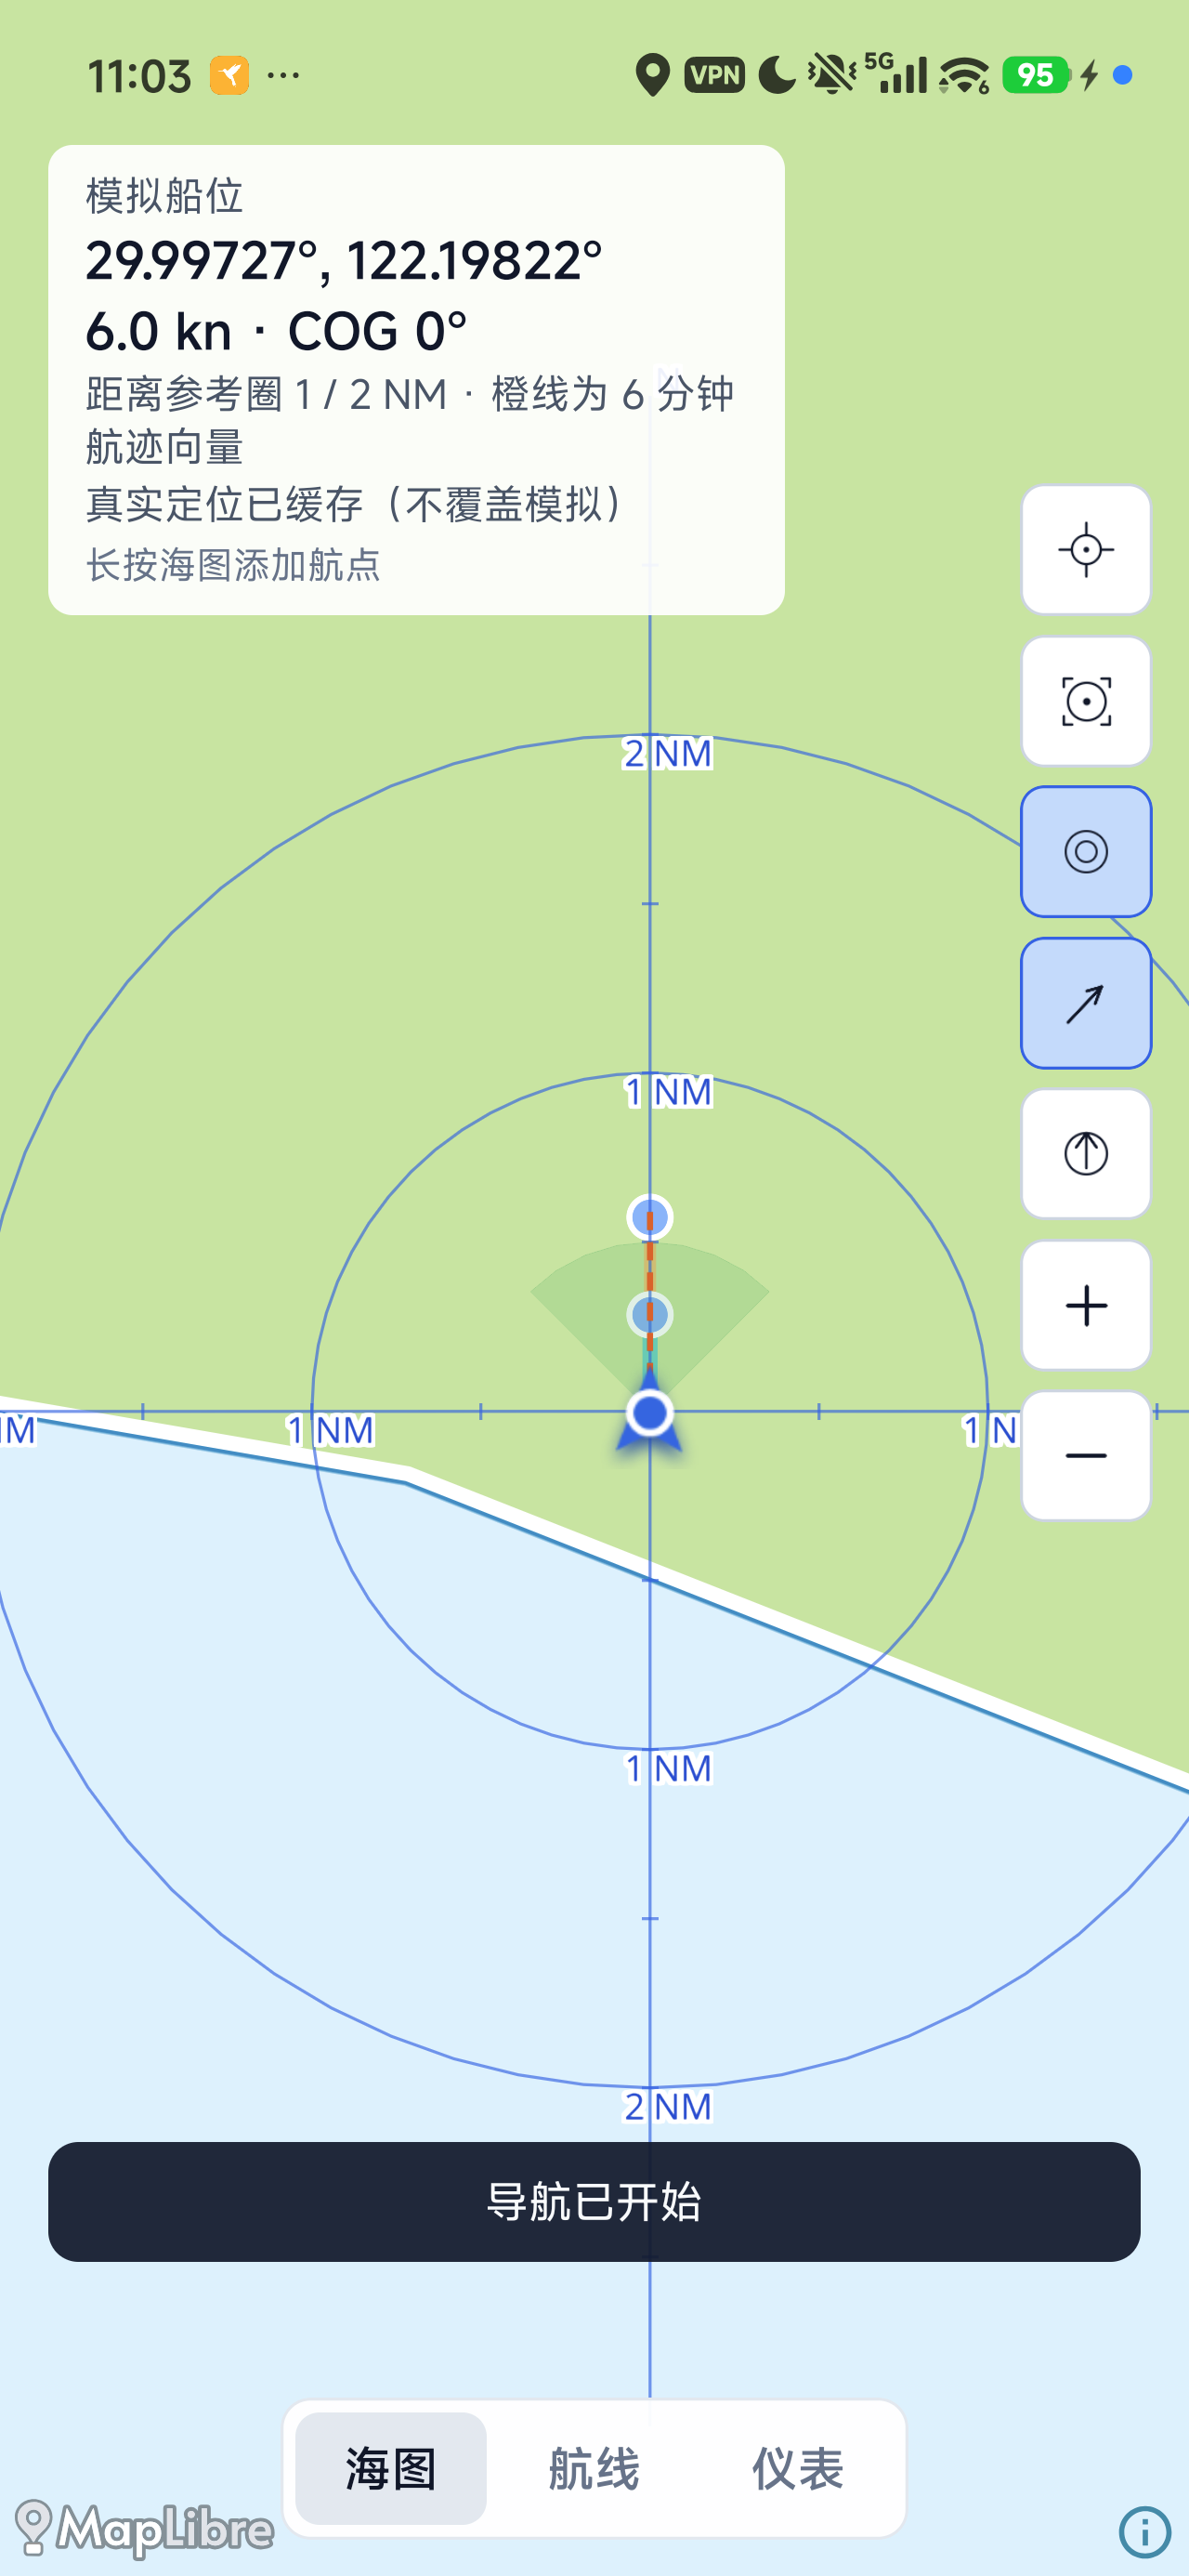 11:03 ...
VPN 5G 6 95
模拟船位
29.99727°, 122.19822°
6.0 kn · COG 0°
距离参考圈 1 / 2 NM · 橙线为 6 分钟
航迹向量
真实定位已缓存（不覆盖模拟）
长按海图添加航点
N
2 NM
1 NM
M
1 NM
1 N
1 NM
2 NM
导航已开始
海图 航线 仪表
MapLibre